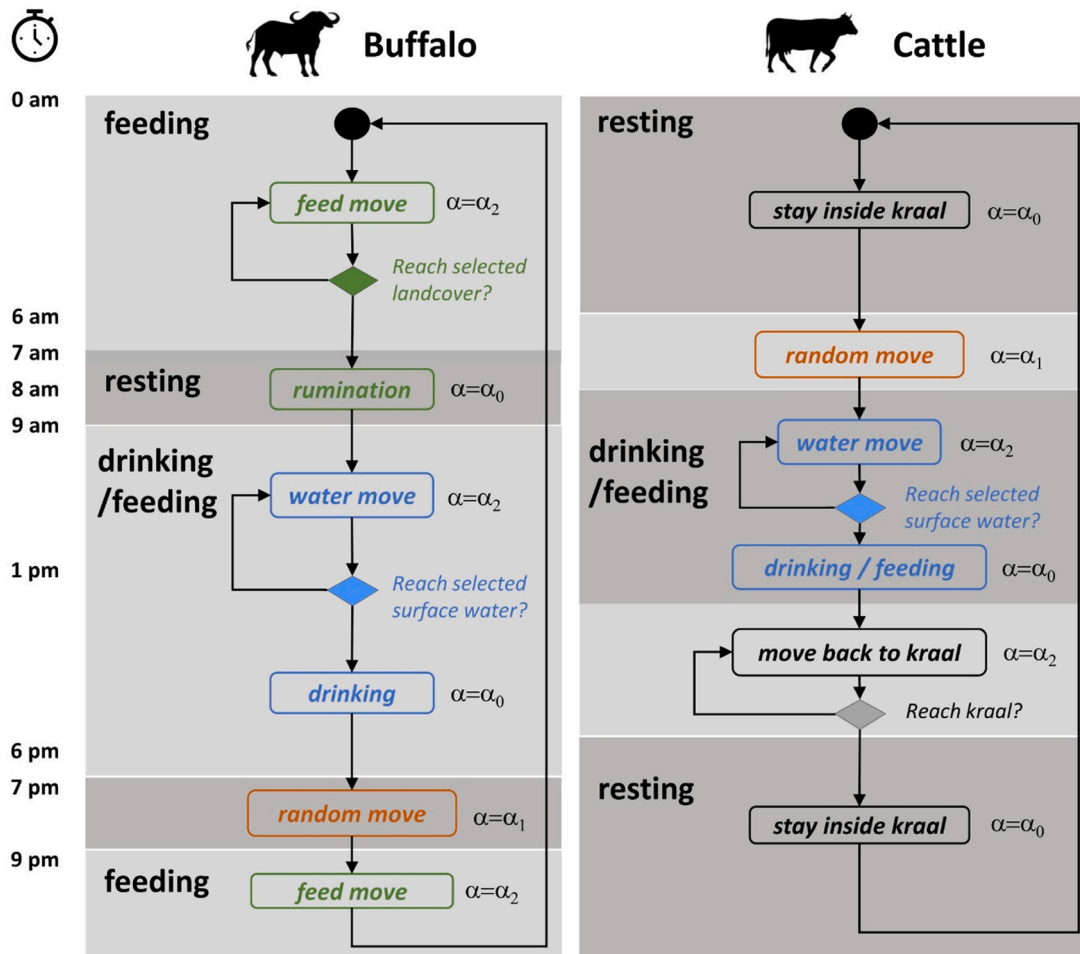 Buffalo
Cattle
0 am
6 am
7 am
8 am
9 am
1 pm
6 pm
7 pm
9 pm
feeding
feed move
α=α2
Reach selected
landcover?
resting
rumination
α=α0
drinking
/feeding
water move
α=α2
Reach selected
surface water?
drinking
α=α0
random move
α=α1
feeding
feed move
α=α2
resting
stay inside kraal
α=α0
random move
α=α1
drinking
/feeding
water move
α=α2
Reach selected
surface water?
drinking / feeding
α=α0
move back to kraal
α=α2
Reach kraal?
resting
stay inside kraal
α=α0